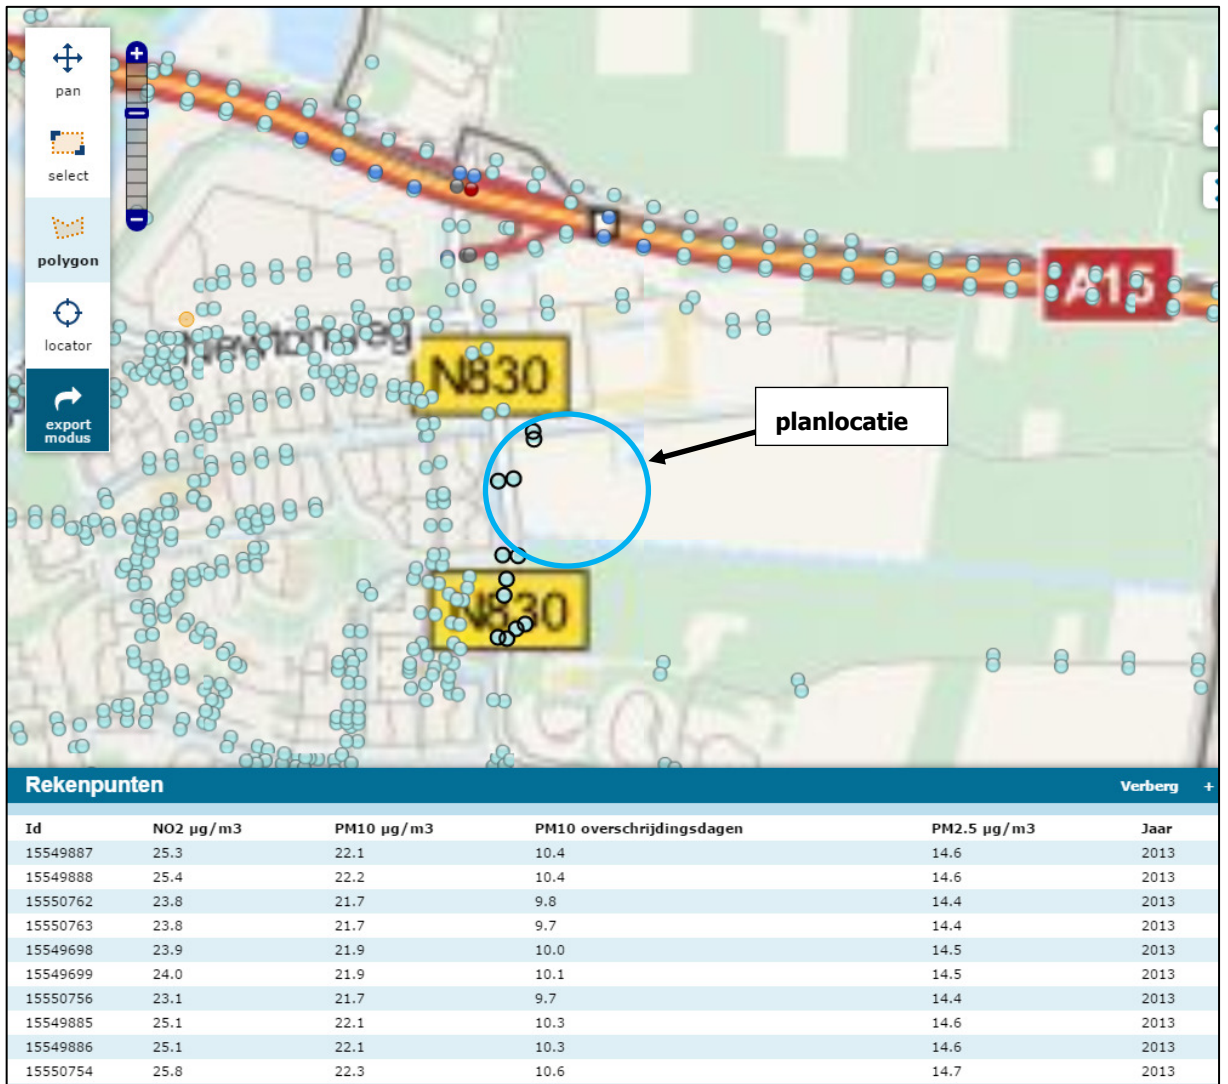 pan
select
polygon
locator
export
modus
+
−
A15
Newtonweg
N830
planlocatie
N830
Rekenpunten Verberg +
Id NO2 µg/m3 PM10 µg/m3 PM10 overschrijdingsdagen PM2.5 µg/m3 Jaar
15549887 25.3 22.1 10.4 14.6 2013
15549888 25.4 22.2 10.4 14.6 2013
15550762 23.8 21.7 9.8 14.4 2013
15550763 23.8 21.7 9.7 14.4 2013
15549698 23.9 21.9 10.0 14.5 2013
15549699 24.0 21.9 10.1 14.5 2013
15550756 23.1 21.7 9.7 14.4 2013
15549885 25.1 22.1 10.3 14.6 2013
15549886 25.1 22.1 10.3 14.6 2013
15550754 25.8 22.3 10.6 14.7 2013